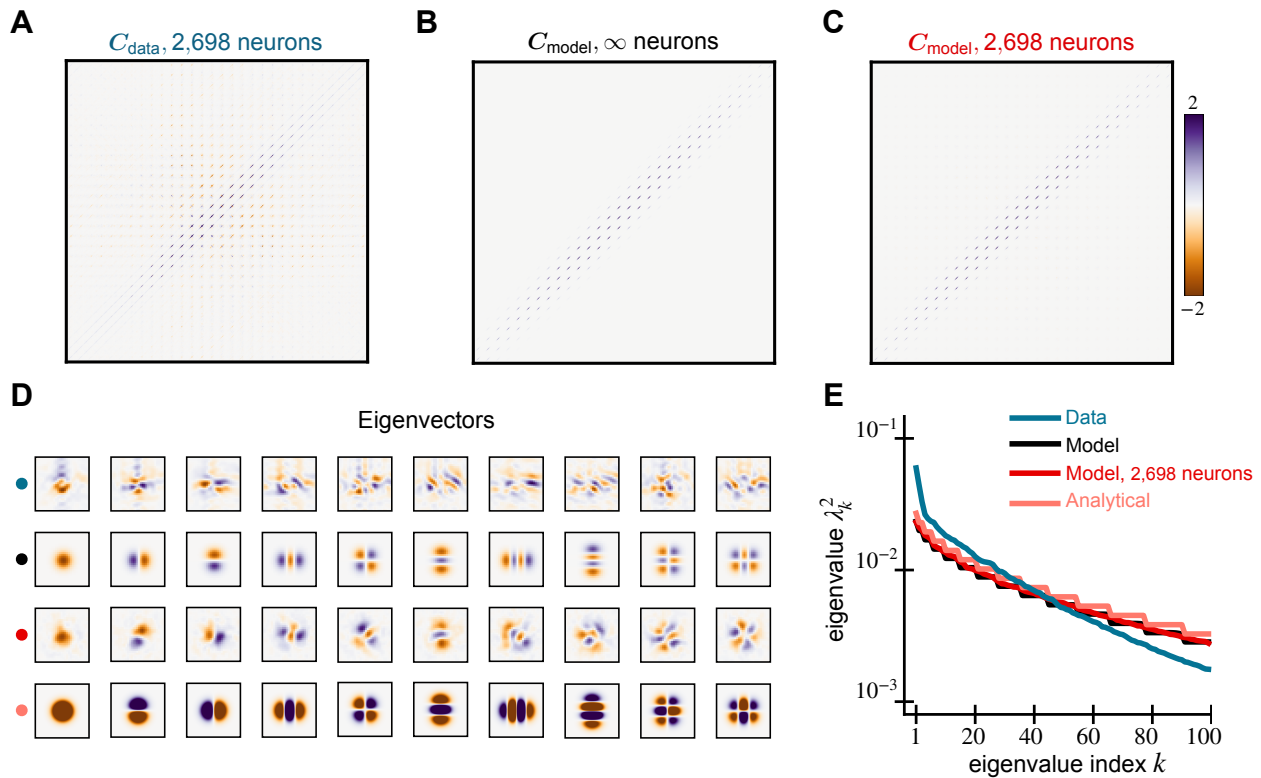 A
B
C
C_data, 2,698 neurons
C_model, ∞ neurons
C_model, 2,698 neurons
2
−2
D
Eigenvectors
E
Data
Model
Model, 2,698 neurons
Analytical
eigenvalue λ_k^2
10^−1
10^−2
10^−3
1 20 40 60 80 100
eigenvalue index k